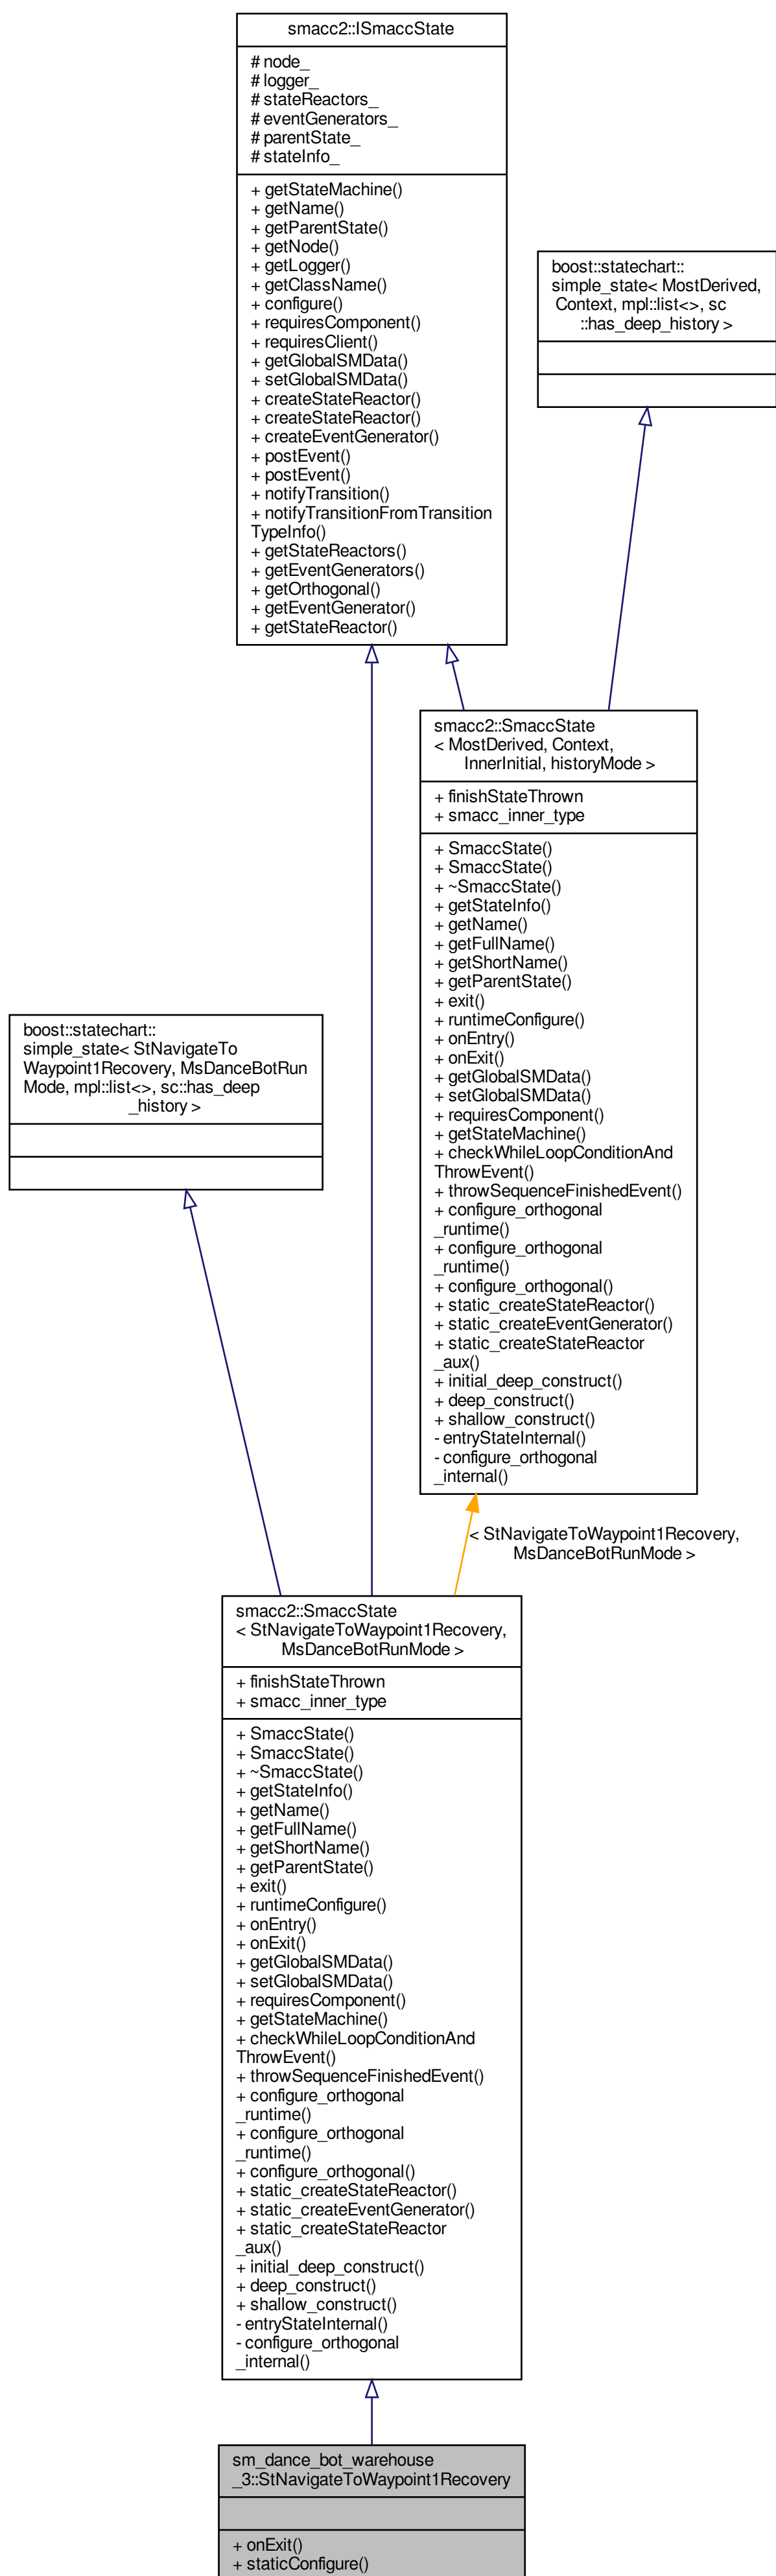 smacc2::ISmaccState
# node_
# logger_
# stateReactors_
# eventGenerators_
# parentState_
# stateInfo_
+ getStateMachine()
+ getName()
+ getParentState()
+ getNode()
+ getLogger()
+ getClassName()
+ configure()
+ requiresComponent()
+ requiresClient()
+ getGlobalSMData()
+ setGlobalSMData()
+ createStateReactor()
+ createStateReactor()
+ createEventGenerator()
+ postEvent()
+ postEvent()
+ notifyTransition()
+ notifyTransitionFromTransition
TypeInfo()
+ getStateReactors()
+ getEventGenerators()
+ getOrthogonal()
+ getEventGenerator()
+ getStateReactor()
boost::statechart::
simple_state< MostDerived,
Context, mpl::list<>, sc
::has_deep_history >
smacc2::SmaccState
< MostDerived, Context,
InnerInitial, historyMode >
+ finishStateThrown
+ smacc_inner_type
+ SmaccState()
+ SmaccState()
+ ~SmaccState()
+ getStateInfo()
+ getName()
+ getFullName()
+ getShortName()
+ getParentState()
+ exit()
+ runtimeConfigure()
+ onEntry()
+ onExit()
+ getGlobalSMData()
+ setGlobalSMData()
+ requiresComponent()
+ getStateMachine()
+ checkWhileLoopConditionAnd
ThrowEvent()
+ throwSequenceFinishedEvent()
+ configure_orthogonal
_runtime()
+ configure_orthogonal
_runtime()
+ configure_orthogonal()
+ static_createStateReactor()
+ static_createEventGenerator()
+ static_createStateReactor
_aux()
+ initial_deep_construct()
+ deep_construct()
+ shallow_construct()
- entryStateInternal()
- configure_orthogonal
_internal()
boost::statechart::
simple_state< StNavigateTo
Waypoint1Recovery, MsDanceBotRun
Mode, mpl::list<>, sc::has_deep
_history >
< StNavigateToWaypoint1Recovery,
MsDanceBotRunMode >
smacc2::SmaccState
< StNavigateToWaypoint1Recovery,
MsDanceBotRunMode >
+ finishStateThrown
+ smacc_inner_type
+ SmaccState()
+ SmaccState()
+ ~SmaccState()
+ getStateInfo()
+ getName()
+ getFullName()
+ getShortName()
+ getParentState()
+ exit()
+ runtimeConfigure()
+ onEntry()
+ onExit()
+ getGlobalSMData()
+ setGlobalSMData()
+ requiresComponent()
+ getStateMachine()
+ checkWhileLoopConditionAnd
ThrowEvent()
+ throwSequenceFinishedEvent()
+ configure_orthogonal
_runtime()
+ configure_orthogonal
_runtime()
+ configure_orthogonal()
+ static_createStateReactor()
+ static_createEventGenerator()
+ static_createStateReactor
_aux()
+ initial_deep_construct()
+ deep_construct()
+ shallow_construct()
- entryStateInternal()
- configure_orthogonal
_internal()
sm_dance_bot_warehouse
_3::StNavigateToWaypoint1Recovery
+ onExit()
+ staticConfigure()